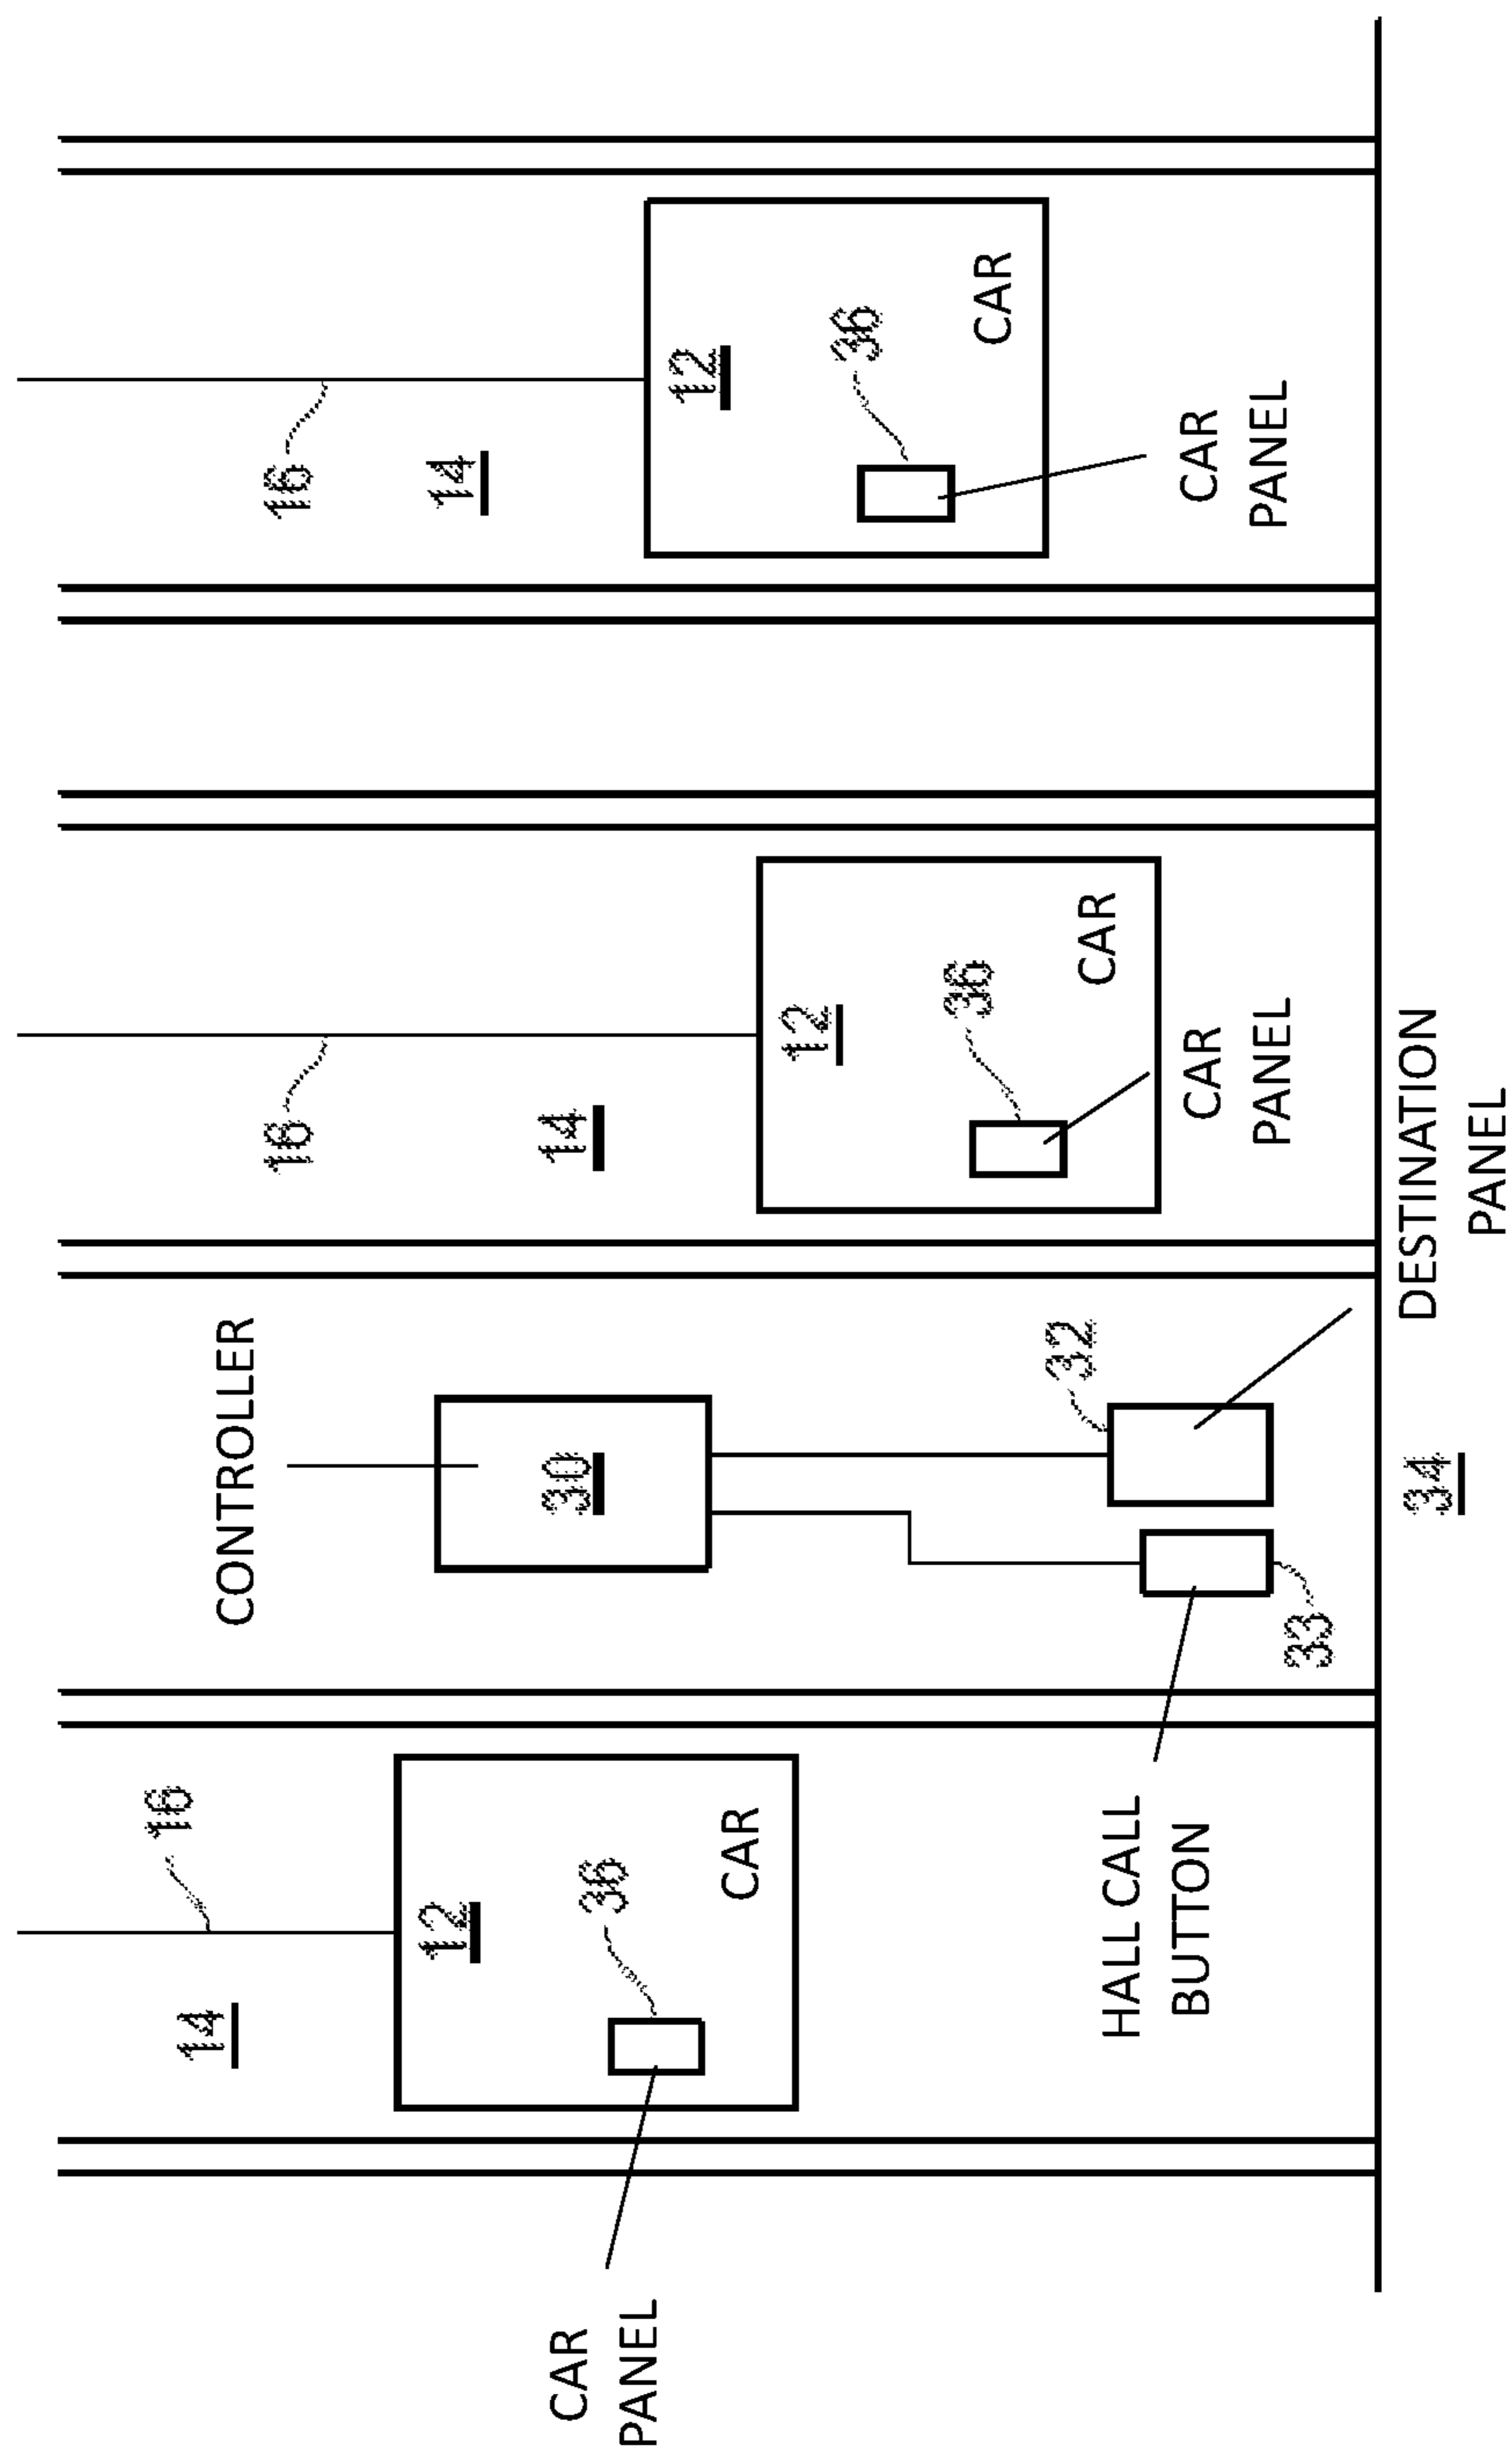 16
14
CONTROLLER
16
16
12
14
14
30
CAR
PANEL
36
12
CAR
12
36
36
CAR
32
CAR
HALL CALL
BUTTON
CAR
PANEL
CAR
PANEL
33
34
DESTINATION
PANEL